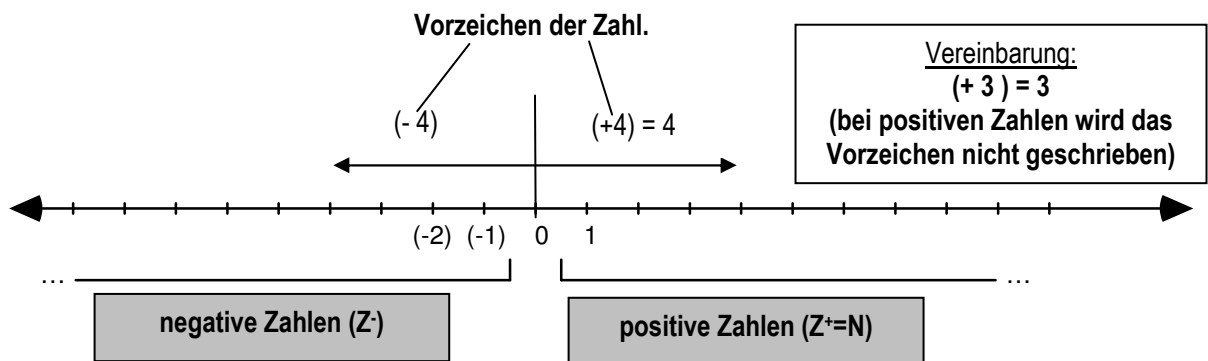 Vorzeichen der Zahl.
Vereinbarung:
(+ 3 ) = 3
(bei positiven Zahlen wird das
Vorzeichen nicht geschrieben)
(- 4) (+4) = 4
(-2) (-1) 0 1
... ...
negative Zahlen (Z⁻) positive Zahlen (Z⁺=N)